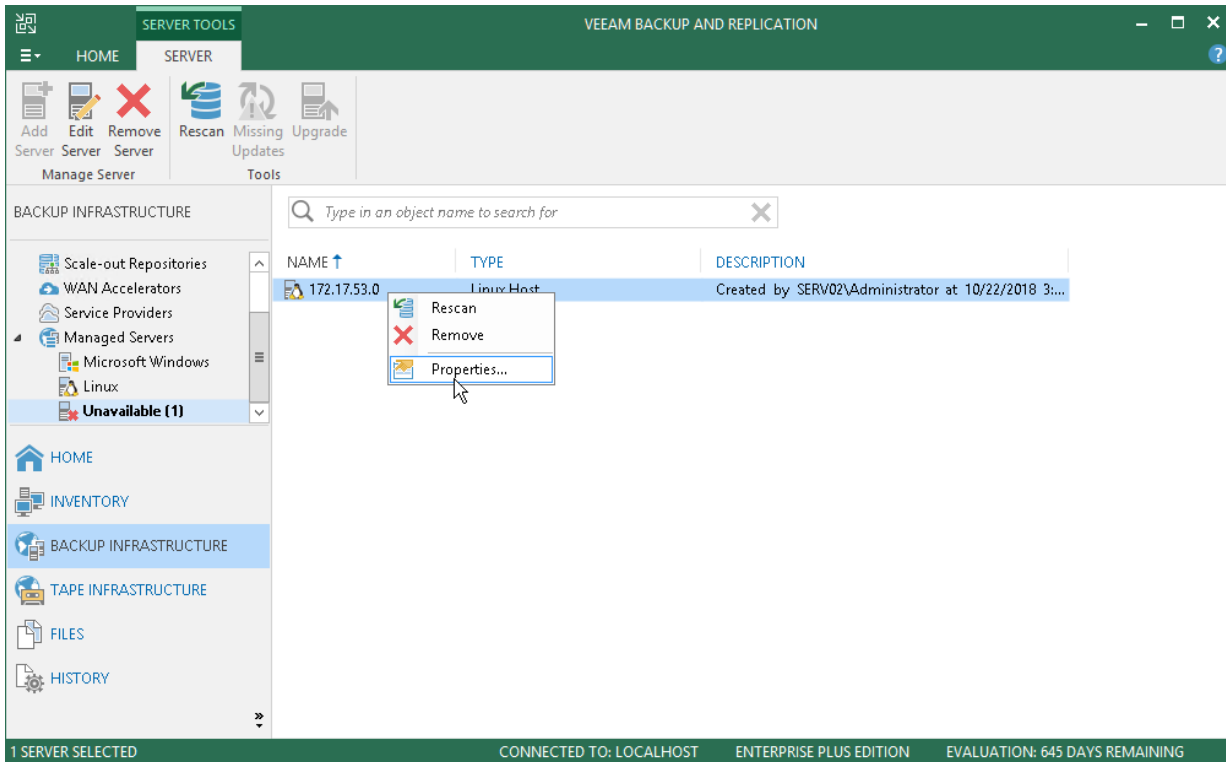 SERVER TOOLS
VEEAM BACKUP AND REPLICATION
HOME
SERVER
Add Server
Edit Server
Remove Server
Rescan
Missing Updates
Upgrade
Manage Server
Tools
BACKUP INFRASTRUCTURE
Type in an object name to search for
Scale-out Repositories
WAN Accelerators
Service Providers
Managed Servers
Microsoft Windows
Linux
Unavailable (1)
NAME
TYPE
DESCRIPTION
172.17.53.0
Linux Host
Created by SERV02\Administrator at 10/22/2018 3:...
Rescan
Remove
Properties...
HOME
INVENTORY
BACKUP INFRASTRUCTURE
TAPE INFRASTRUCTURE
FILES
HISTORY
1 SERVER SELECTED
CONNECTED TO: LOCALHOST
ENTERPRISE PLUS EDITION
EVALUATION: 645 DAYS REMAINING